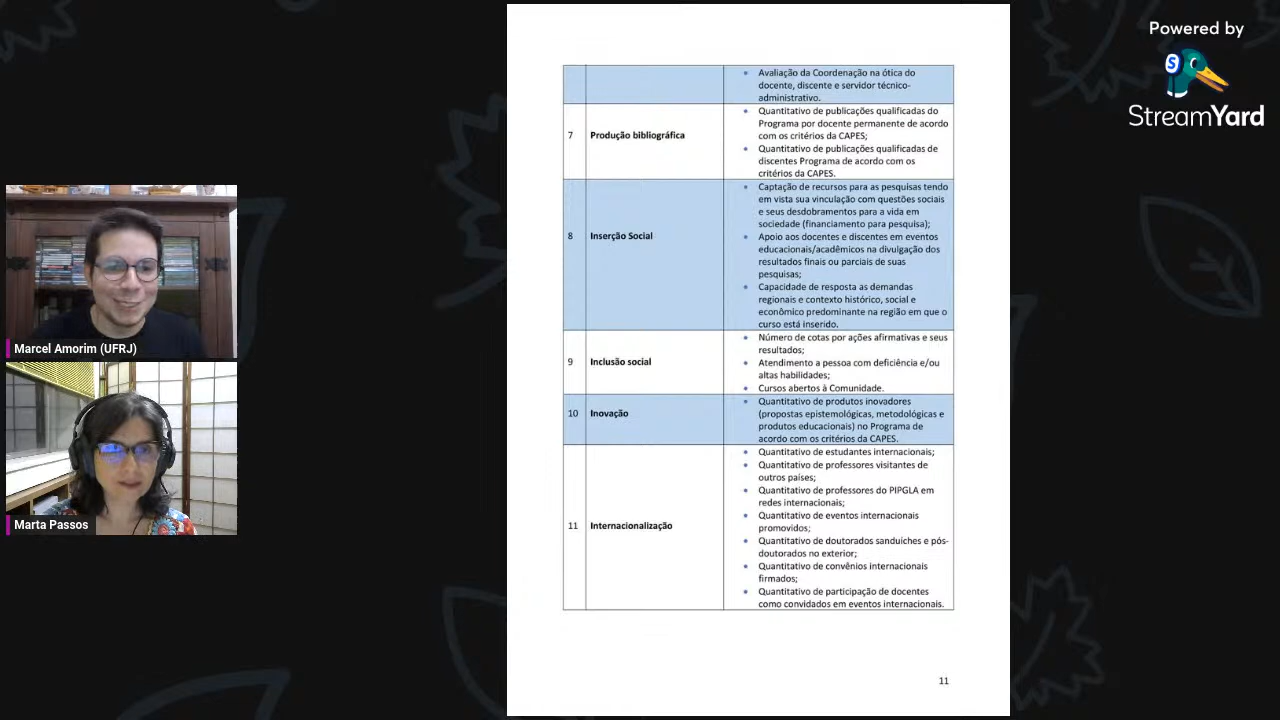 Powered by
StreamYard
Marcel Amorim (UFRJ)
Marta Passos
Avaliação da Coordenação na ótica do
docente, discente e servidor técnico-
administrativo.
7
Produção bibliográfica
Quantitativo de publicações qualificadas do
Programa por docente permanente de acordo
com os critérios da CAPES;
Quantitativo de publicações qualificadas de
discentes Programa de acordo com os
critérios da CAPES.
8
Inserção Social
Captação de recursos para as pesquisas tendo
em vista sua vinculação com questões sociais
e seus desdobramentos para a vida em
sociedade (financiamento para pesquisa);
Apoio aos docentes e discentes em eventos
educacionais/acadêmicos na divulgação dos
resultados finais ou parciais de suas
pesquisas;
Capacidade de resposta as demandas
regionais e contexto histórico, social e
econômico predominante na região em que o
curso está inserido.
9
Inclusão social
Número de cotas por ações afirmativas e seus
resultados;
Atendimento a pessoa com deficiência e/ou
altas habilidades;
Cursos abertos à Comunidade.
10
Inovação
Quantitativo de produtos inovadores
(propostas epistemológicas, metodológicas e
produtos educacionais) no Programa de
acordo com os critérios da CAPES.
11
Internacionalização
Quantitativo de estudantes internacionais;
Quantitativo de professores visitantes de
outros países;
Quantitativo de professores do PIPGLA em
redes internacionais;
Quantitativo de eventos internacionais
promovidos;
Quantitativo de doutorados sanduíches e pós-
doutorados no exterior;
Quantitativo de convênios internacionais
firmados;
Quantitativo de participação de docentes
como convidados em eventos internacionais.
11